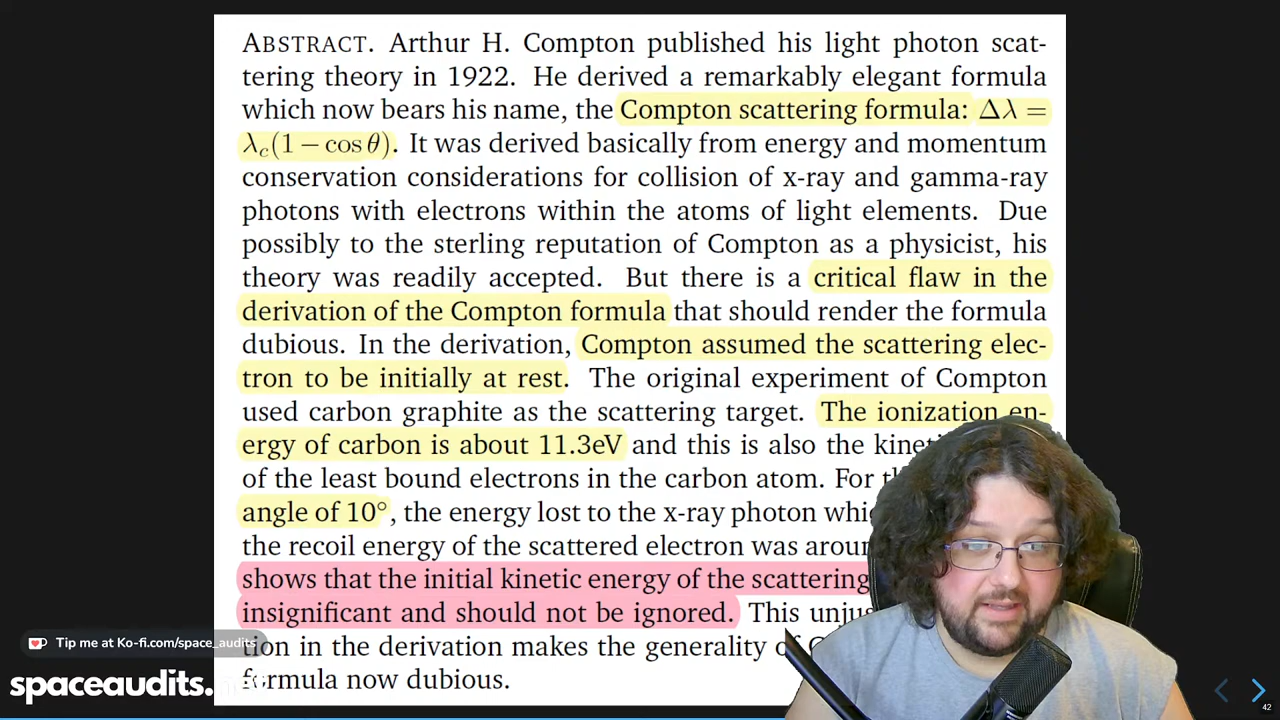 ABSTRACT. Arthur H. Compton published his light photon scat-
tering theory in 1922. He derived a remarkably elegant formula
which now bears his name, the Compton scattering formula: Δλ =
λc(1 − cos θ). It was derived basically from energy and momentum
conservation considerations for collision of x-ray and gamma-ray
photons with electrons within the atoms of light elements. Due
possibly to the sterling reputation of Compton as a physicist, his
theory was readily accepted. But there is a critical flaw in the
derivation of the Compton formula that should render the formula
dubious. In the derivation, Compton assumed the scattering elec-
tron to be initially at rest. The original experiment of Compton
used carbon graphite as the scattering target. The ionization en-
ergy of carbon is about 11.3eV and this is also the kinetic
of the least bound electrons in the carbon atom. For
angle of 10°, the energy lost to the x-ray photon
the recoil energy of the scattered electron was
shows that the initial kinetic energy of the scattering
insignificant and should not be ignored. This
tion in the derivation makes the generality of
formula now dubious.
Tip me at Ko-fi.com/space_audits
spaceaudits.
42